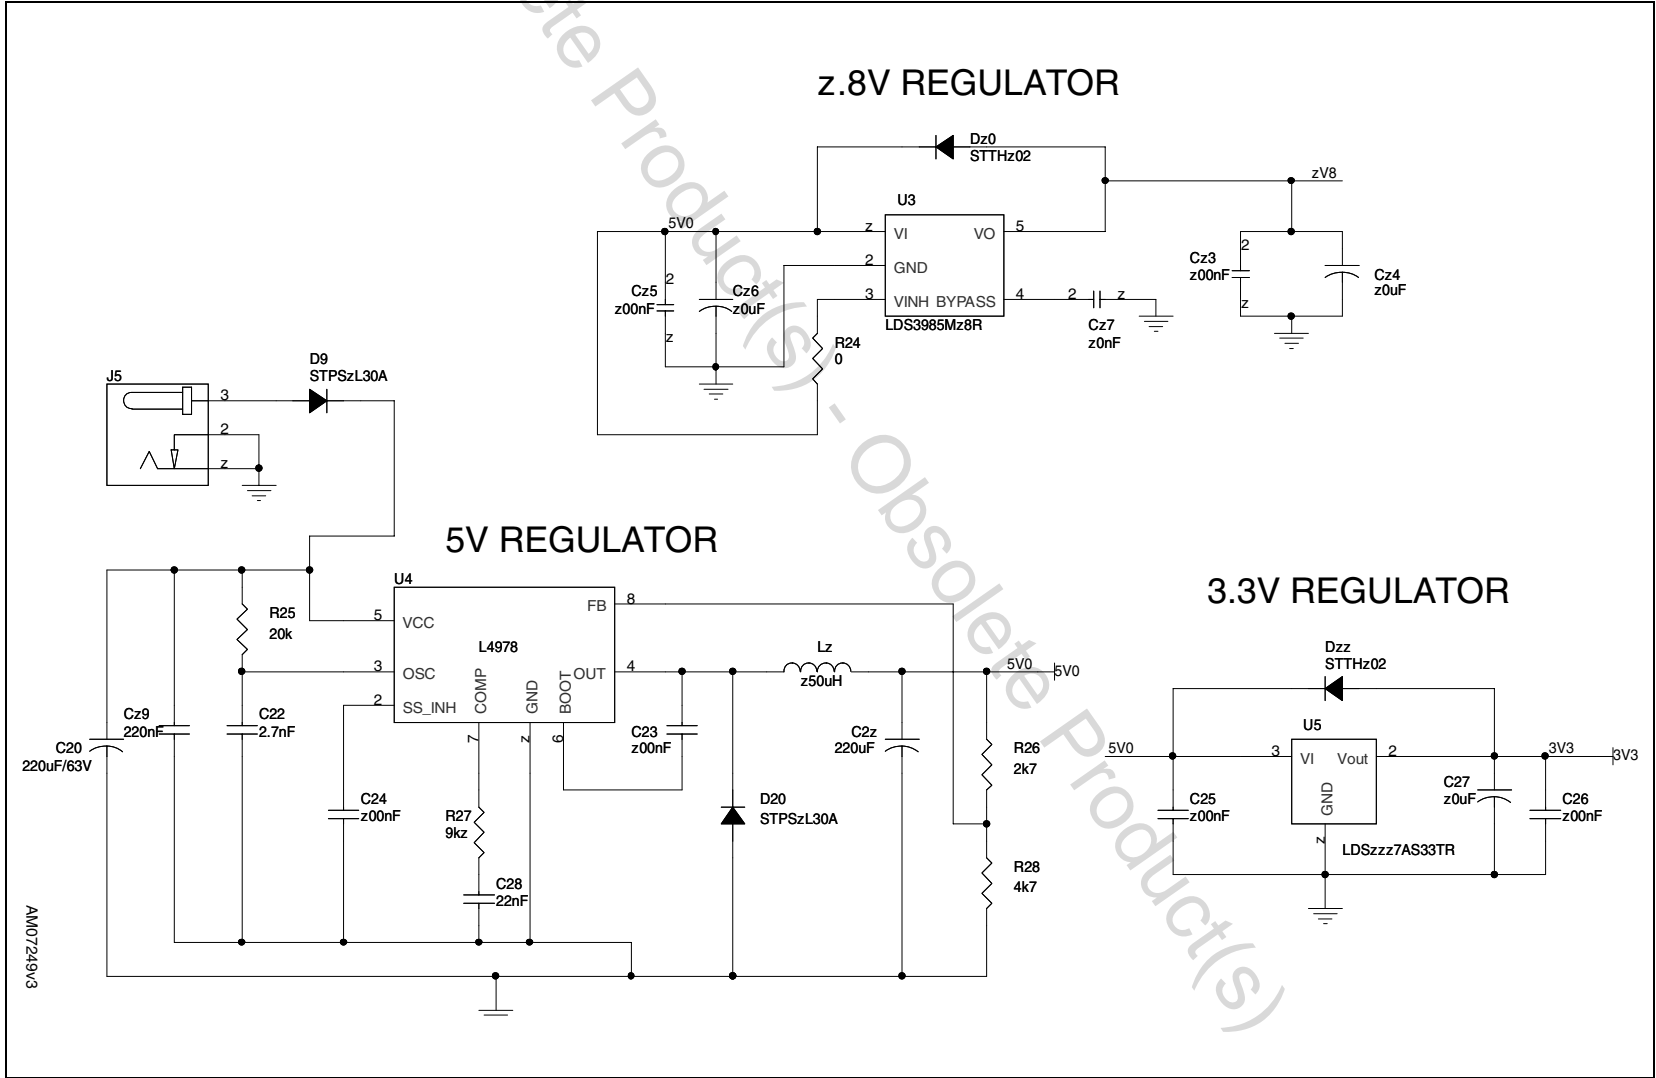 z.8V REGULATOR
Dz0
STTHz02
zV8
U3
5V0
z
VI
VO
5
2
GND
3
VINH
BYPASS
4
LDS3985Mz8R
2
Cz5
z00nF
z
Cz6
z0uF
R24
0
2
z
Cz7
z0nF
2
Cz3
z00nF
z
Cz4
z0uF
J5
3
2
z
D9
STPSzL30A
5V REGULATOR
U4
L4978
5
VCC
3
OSC
2
SS_INH
COMP
GND
BOOT
OUT
FB
8
4
7
z
6
R25
20k
Cz9
220nF
C22
2.7nF
C20
220uF/63V
C24
z00nF
R27
9kz
C28
22nF
C23
z00nF
Lz
z50uH
D20
STPSzL30A
C2z
220uF
5V0
5V0
R26
2k7
R28
4k7
3.3V REGULATOR
Dzz
STTHz02
U5
5V0
3
VI
Vout
2
GND
z
LDSzzz7AS33TR
3V3
3V3
C25
z00nF
C27
z0uF
C26
z00nF
AM07249v3
ete Product(s) - Obsolete Product(s)